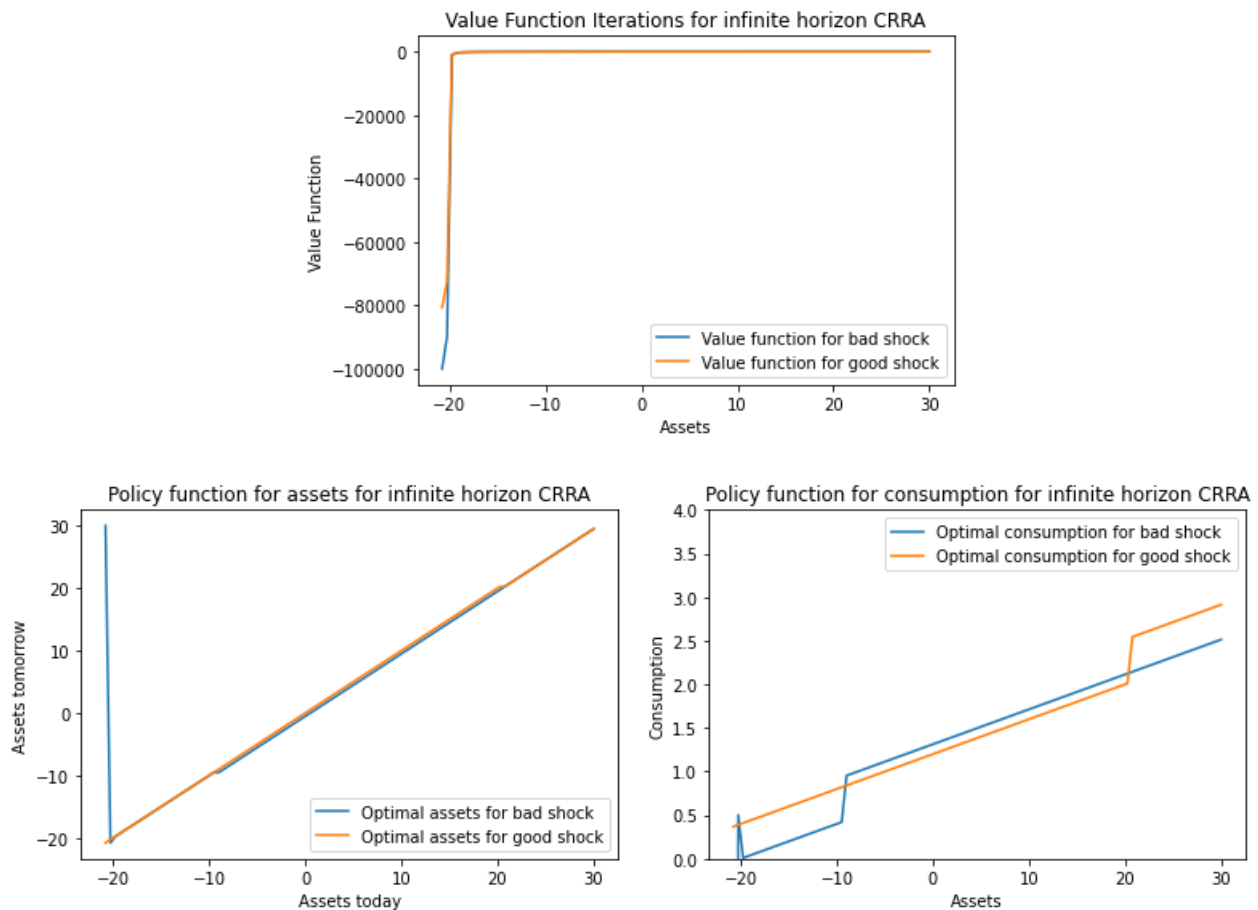 Value Function Iterations for infinite horizon CRRA
0
−20000
−40000
−60000
−80000
−100000
Value Function
Value function for bad shock
Value function for good shock
−20 −10 0 10 20 30
Assets
Policy function for assets for infinite horizon CRRA
30
20
10
0
−10
−20
Assets tomorrow
Optimal assets for bad shock
Optimal assets for good shock
−20 −10 0 10 20 30
Assets today
Policy function for consumption for infinite horizon CRRA
4.0
3.5
3.0
2.5
2.0
1.5
1.0
0.5
0.0
Consumption
Optimal consumption for bad shock
Optimal consumption for good shock
−20 −10 0 10 20 30
Assets